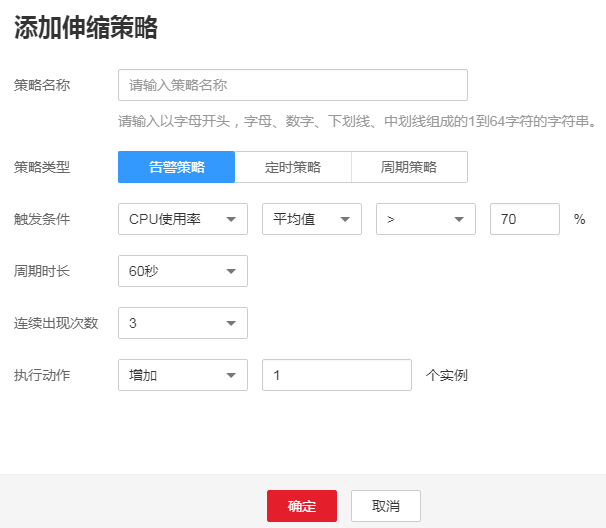 添加伸缩策略
策略名称 请输入策略名称
请输入以字母开头，字母、数字、下划线、中划线组成的1到64字符的字符串。
策略类型 告警策略 定时策略 周期策略
触发条件 CPU使用率 平均值 > 70 %
周期时长 60秒
连续出现次数 3
执行动作 增加 1 个实例
确定 取消